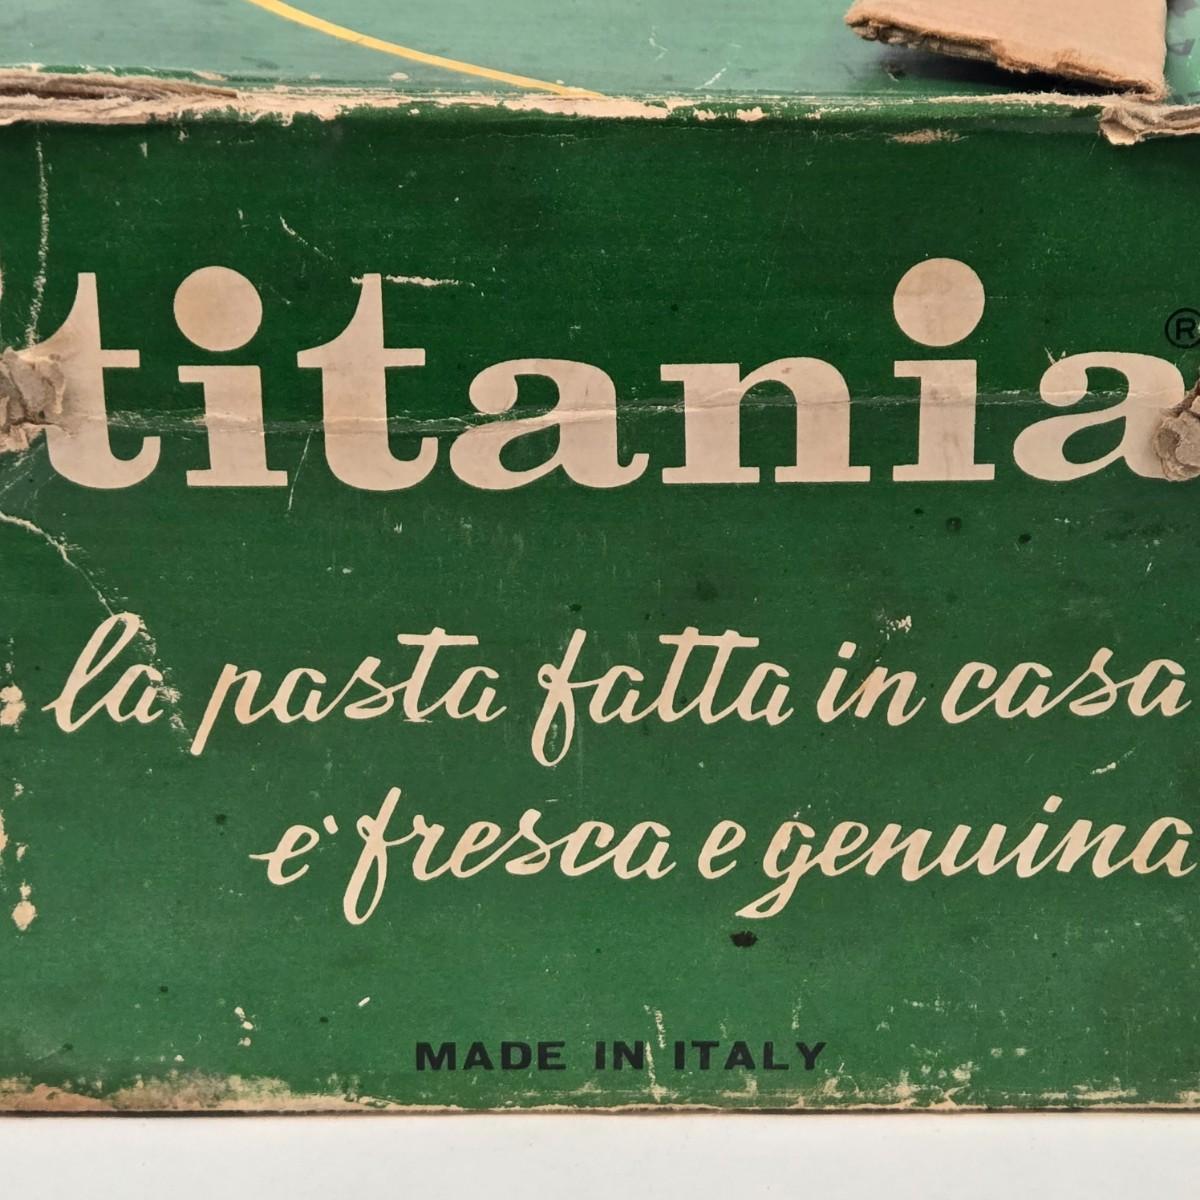 titania®
la pasta fatta in casa
e' fresca e genuina
MADE IN ITALY